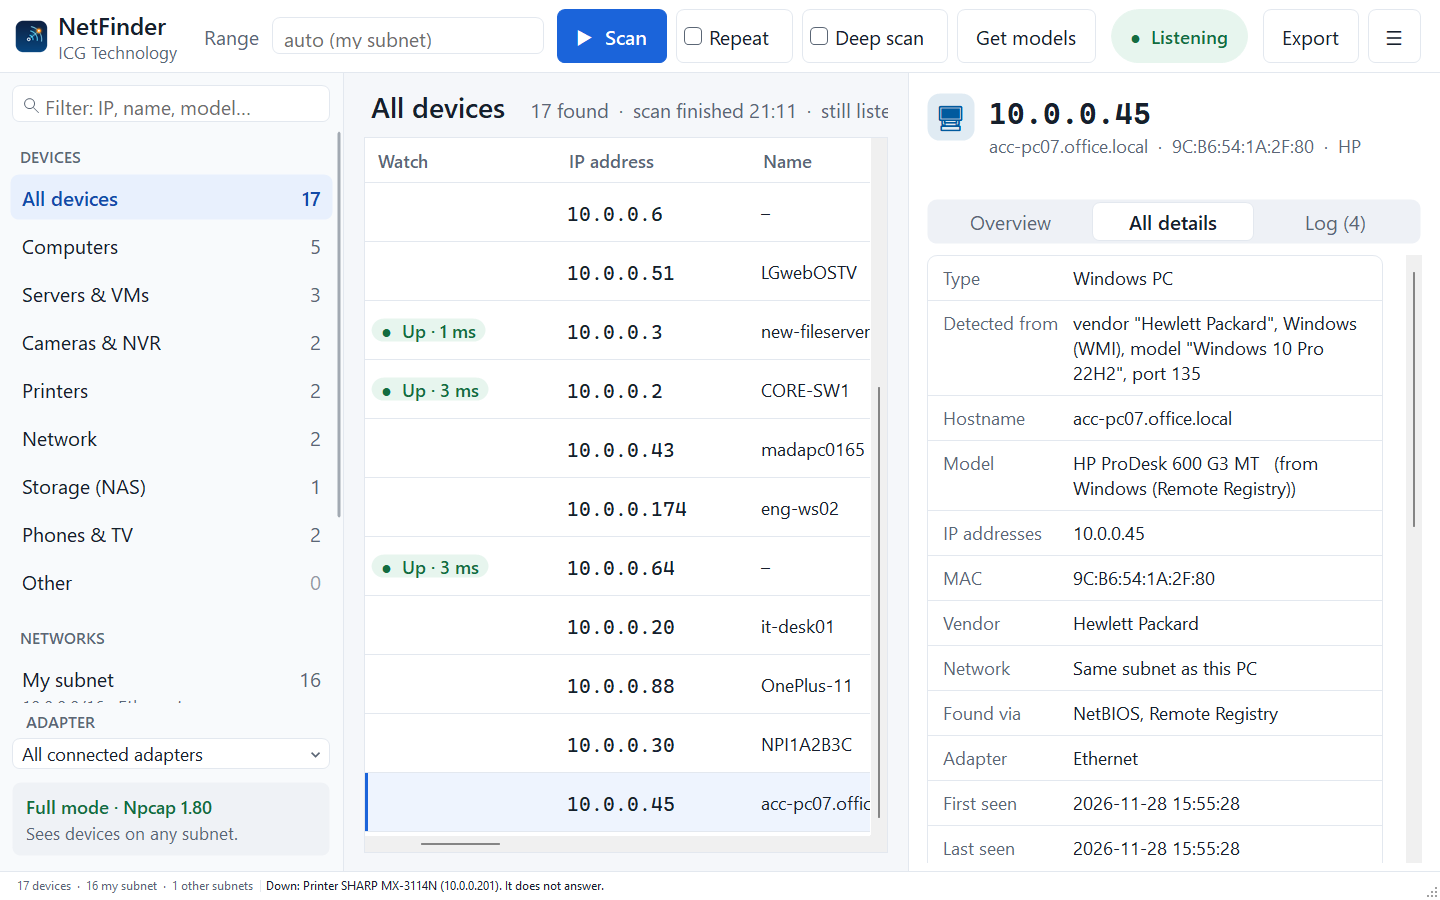 NetFinder
ICG Technology
Range
auto (my subnet)
Scan
Repeat
Deep scan
Get models
Listening
Export
Filter: IP, name, model...
DEVICES
All devices 17
Computers 5
Servers & VMs 3
Cameras & NVR 2
Printers 2
Network 2
Storage (NAS) 1
Phones & TV 2
Other 0
NETWORKS
My subnet 16
ADAPTER
All connected adapters
Full mode · Npcap 1.80
Sees devices on any subnet.
All devices 17 found · scan finished 21:11 · still liste
Watch IP address Name
10.0.0.6 –
10.0.0.51 LGwebOSTV
Up · 1 ms 10.0.0.3 new-fileserver
Up · 3 ms 10.0.0.2 CORE-SW1
10.0.0.43 madapc0165
10.0.0.174 eng-ws02
Up · 3 ms 10.0.0.64 –
10.0.0.20 it-desk01
10.0.0.88 OnePlus-11
10.0.0.30 NPI1A2B3C
10.0.0.45 acc-pc07.offic
10.0.0.45
acc-pc07.office.local · 9C:B6:54:1A:2F:80 · HP
Overview All details Log (4)
Type Windows PC
Detected from vendor "Hewlett Packard", Windows
(WMI), model "Windows 10 Pro
22H2", port 135
Hostname acc-pc07.office.local
Model HP ProDesk 600 G3 MT (from
Windows (Remote Registry))
IP addresses 10.0.0.45
MAC 9C:B6:54:1A:2F:80
Vendor Hewlett Packard
Network Same subnet as this PC
Found via NetBIOS, Remote Registry
Adapter Ethernet
First seen 2026-11-28 15:55:28
Last seen 2026-11-28 15:55:28
17 devices · 16 my subnet · 1 other subnets Down: Printer SHARP MX-3114N (10.0.0.201). It does not answer.